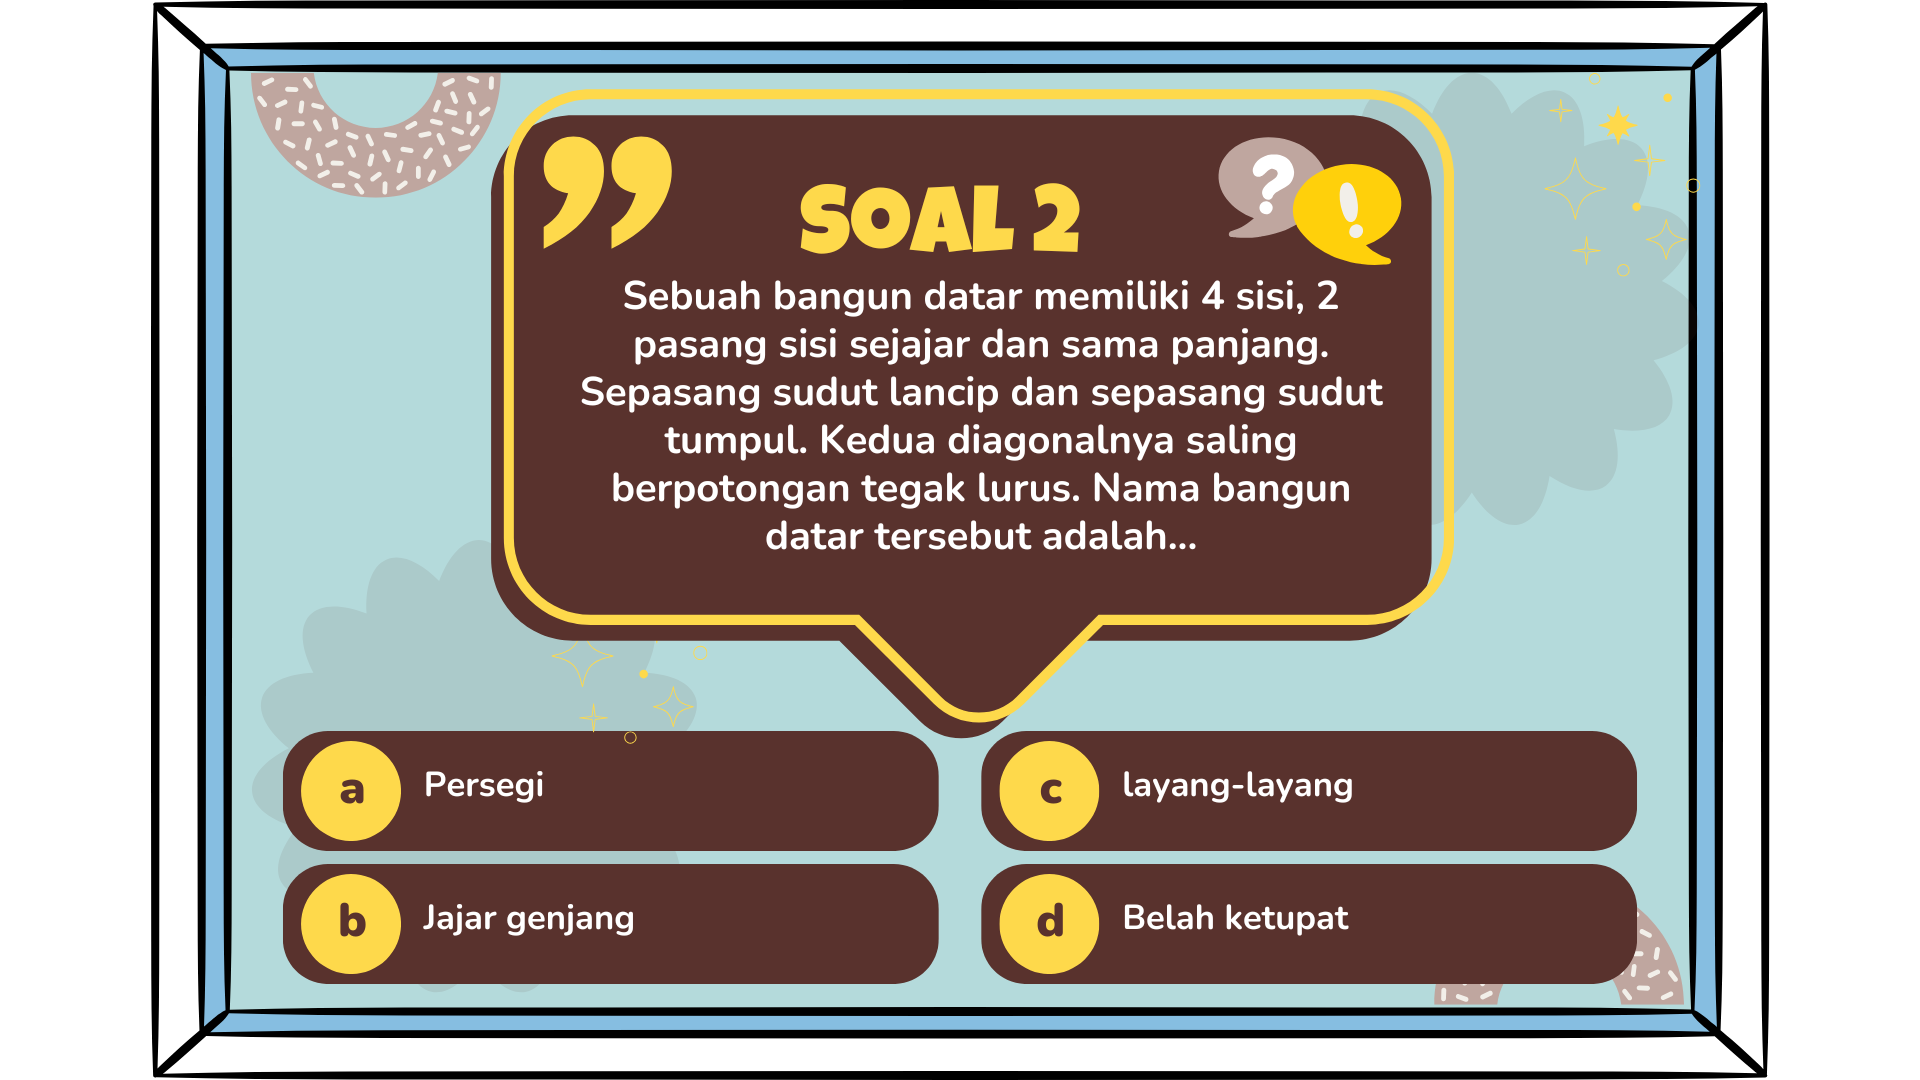 SOAL 2
Sebuah bangun datar memiliki 4 sisi, 2
pasang sisi sejajar dan sama panjang.
Sepasang sudut lancip dan sepasang sudut
tumpul. Kedua diagonalnya saling
berpotongan tegak lurus. Nama bangun
datar tersebut adalah...
a Persegi
b Jajar genjang
c layang-layang
d Belah ketupat